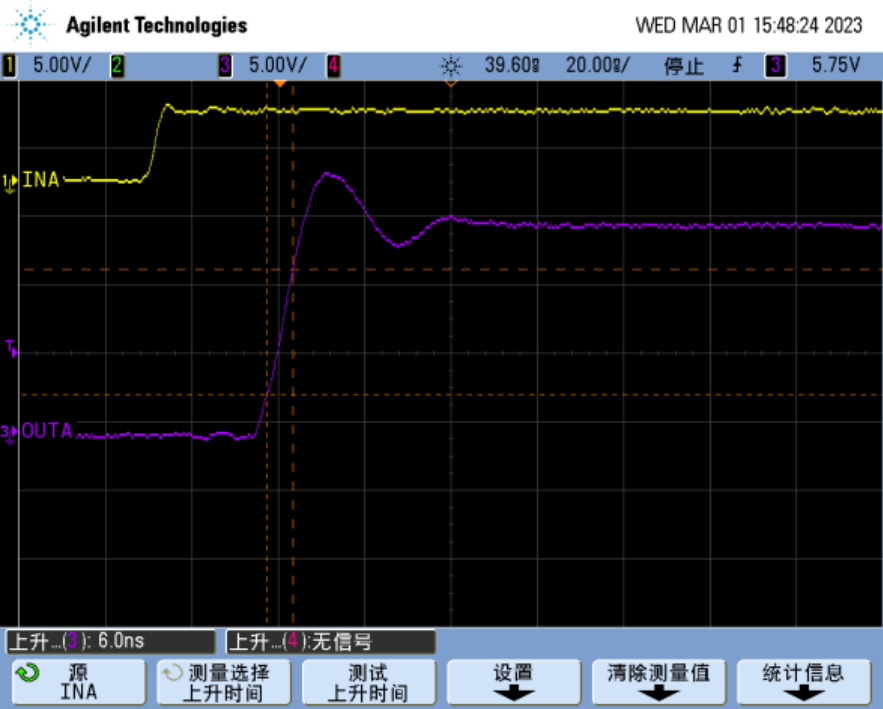 Agilent Technologies WED MAR 01 15:48:24 2023
1 5.00V/ 2 3 5.00V/ 4 39.60s 20.00s/ 停止 3 5.75V
1 INA
T
3 OUTA
上升…(3): 6.0ns 上升…(4):无信号
源 测量选择 测试 设置 清除测量值 统计信息
INA 上升时间 上升时间